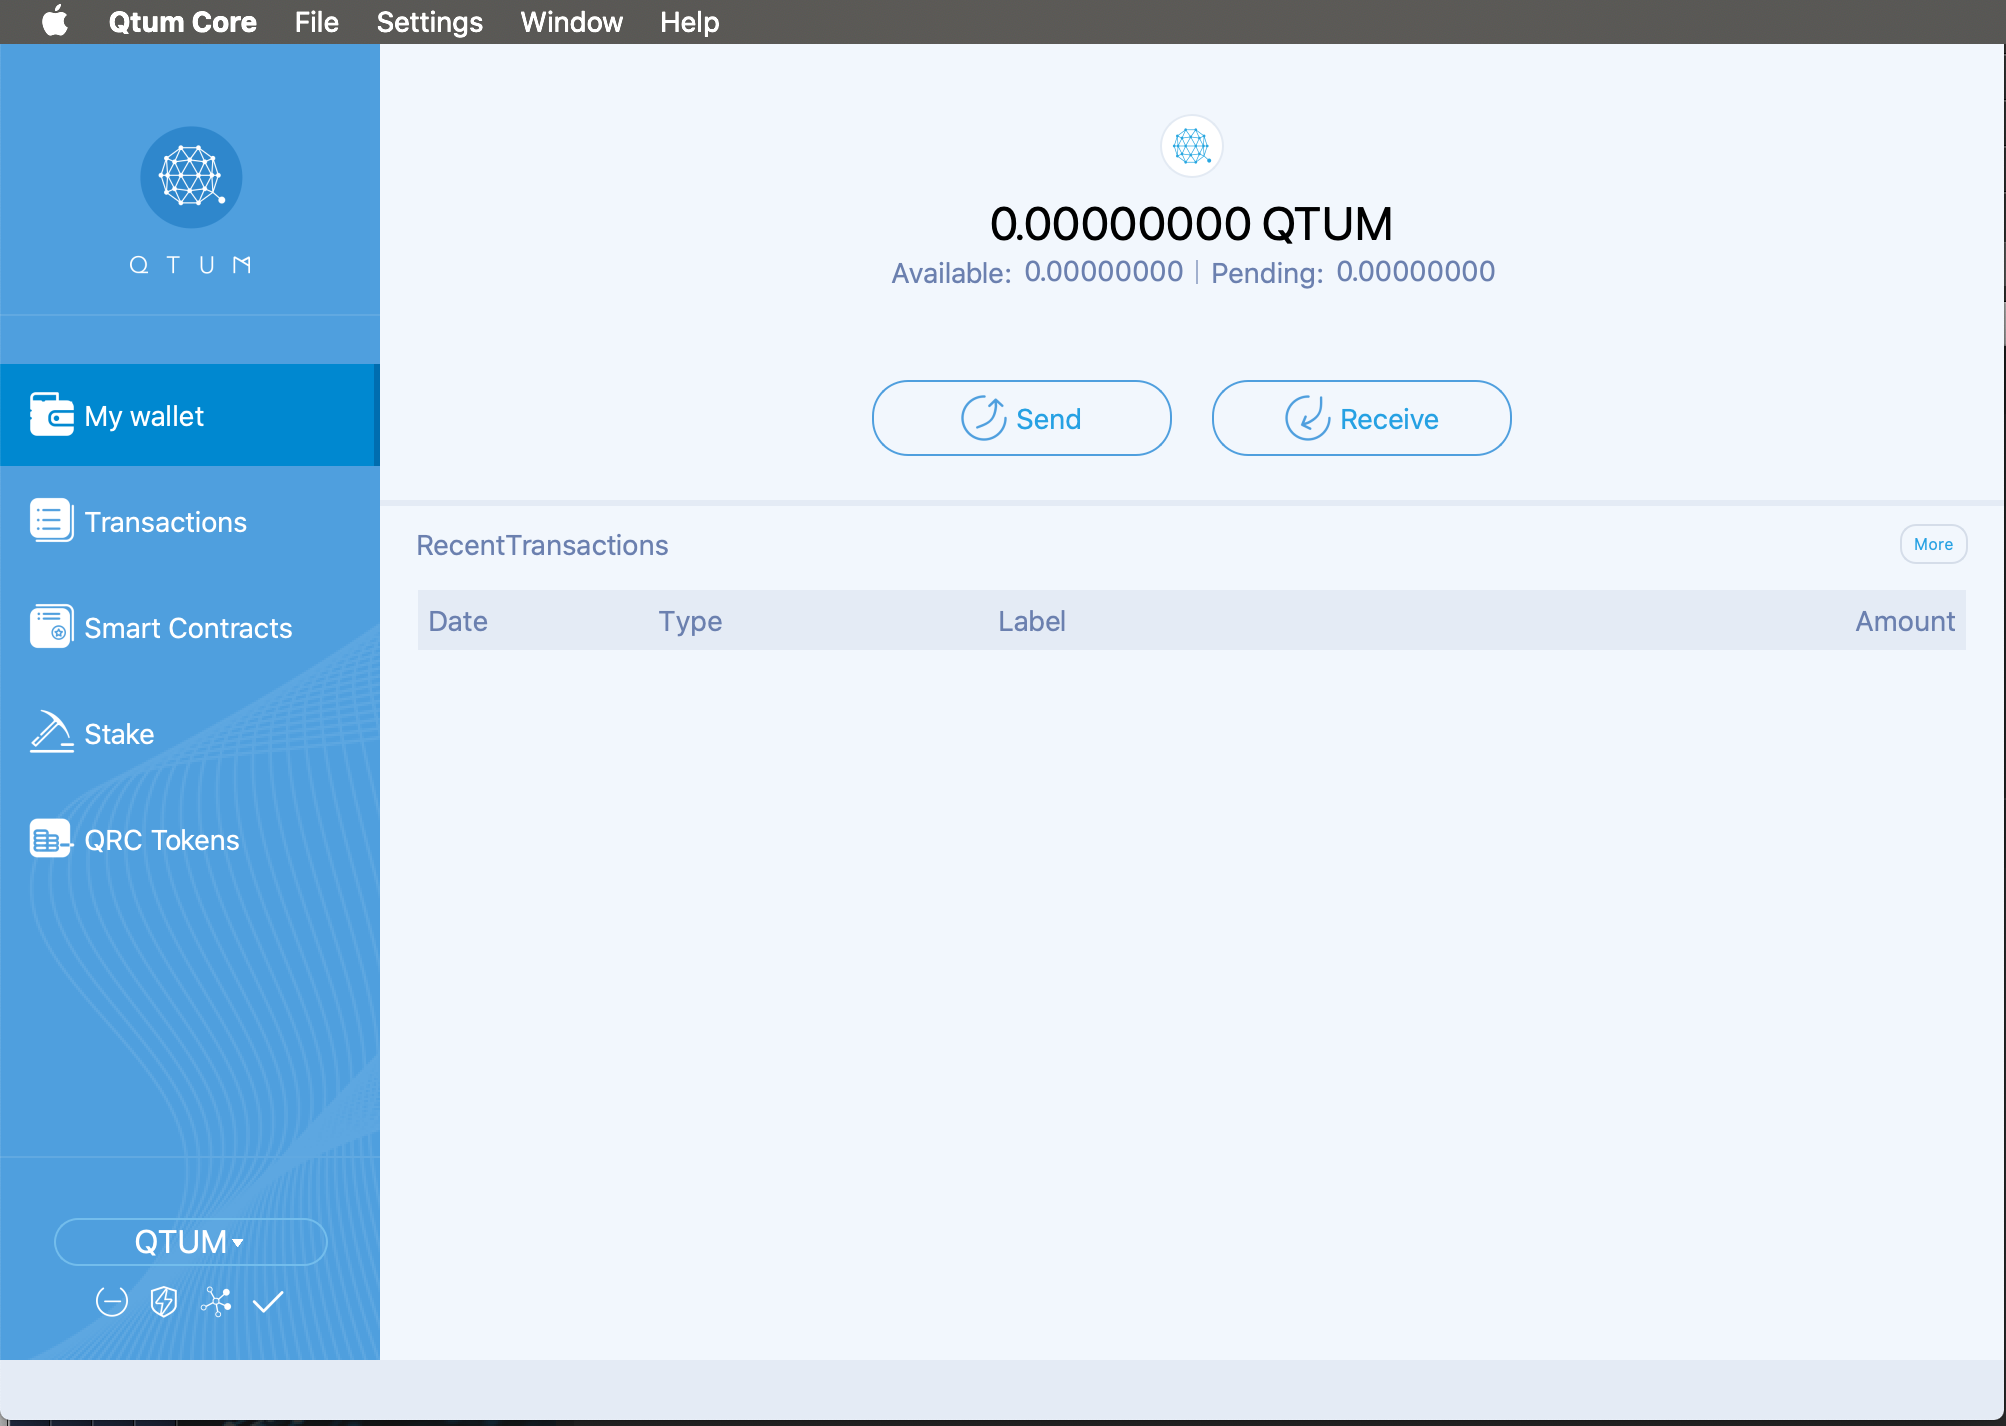 Qtum Core File Settings Window Help
QTUM
My wallet
Transactions
Smart Contracts
Stake
QRC Tokens
QTUM
0.00000000 QTUM
Available: 0.00000000 | Pending: 0.00000000
Send
Receive
RecentTransactions
More
Date Type Label Amount